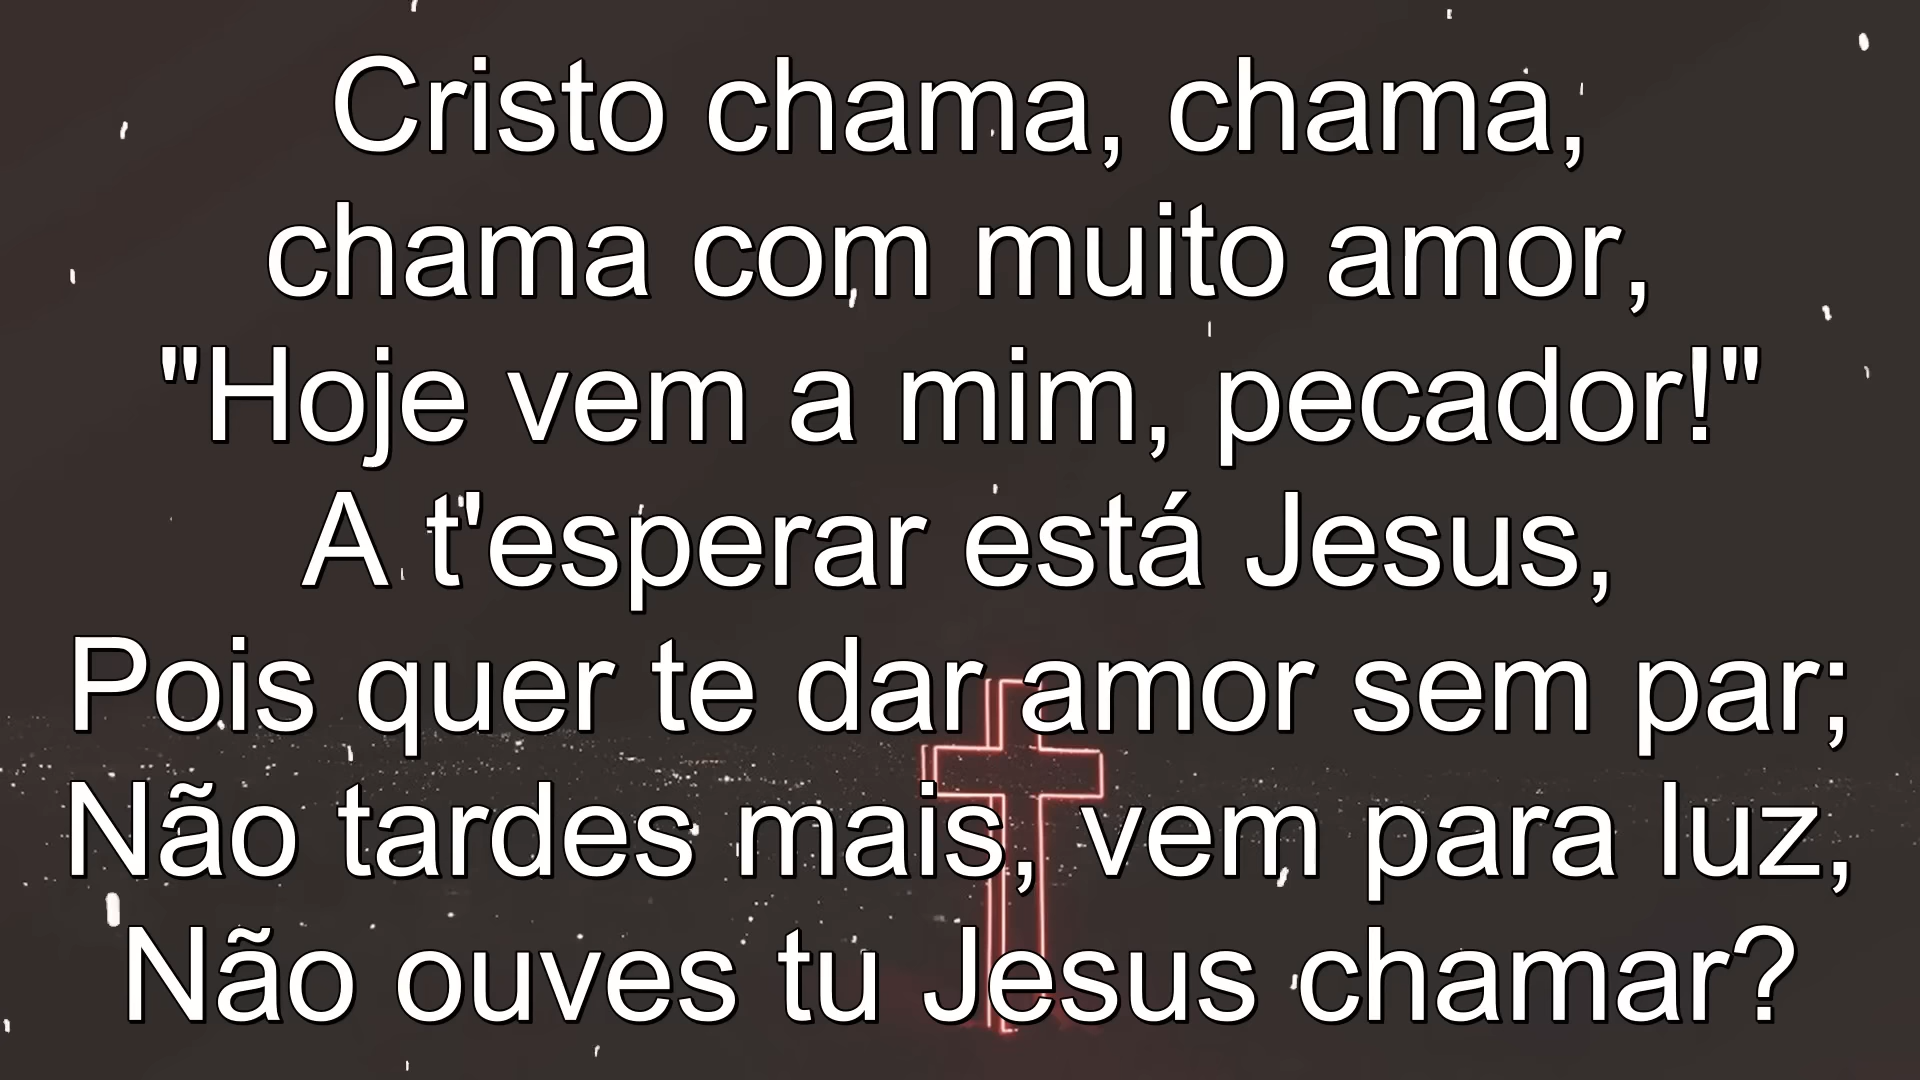 Cristo chama, chama,
chama com muito amor,
"Hoje vem a mim, pecador!"
A t'esperar está Jesus,
Pois quer te dar amor sem par;
Não tardes mais, vem para luz,
Não ouves tu Jesus chamar?